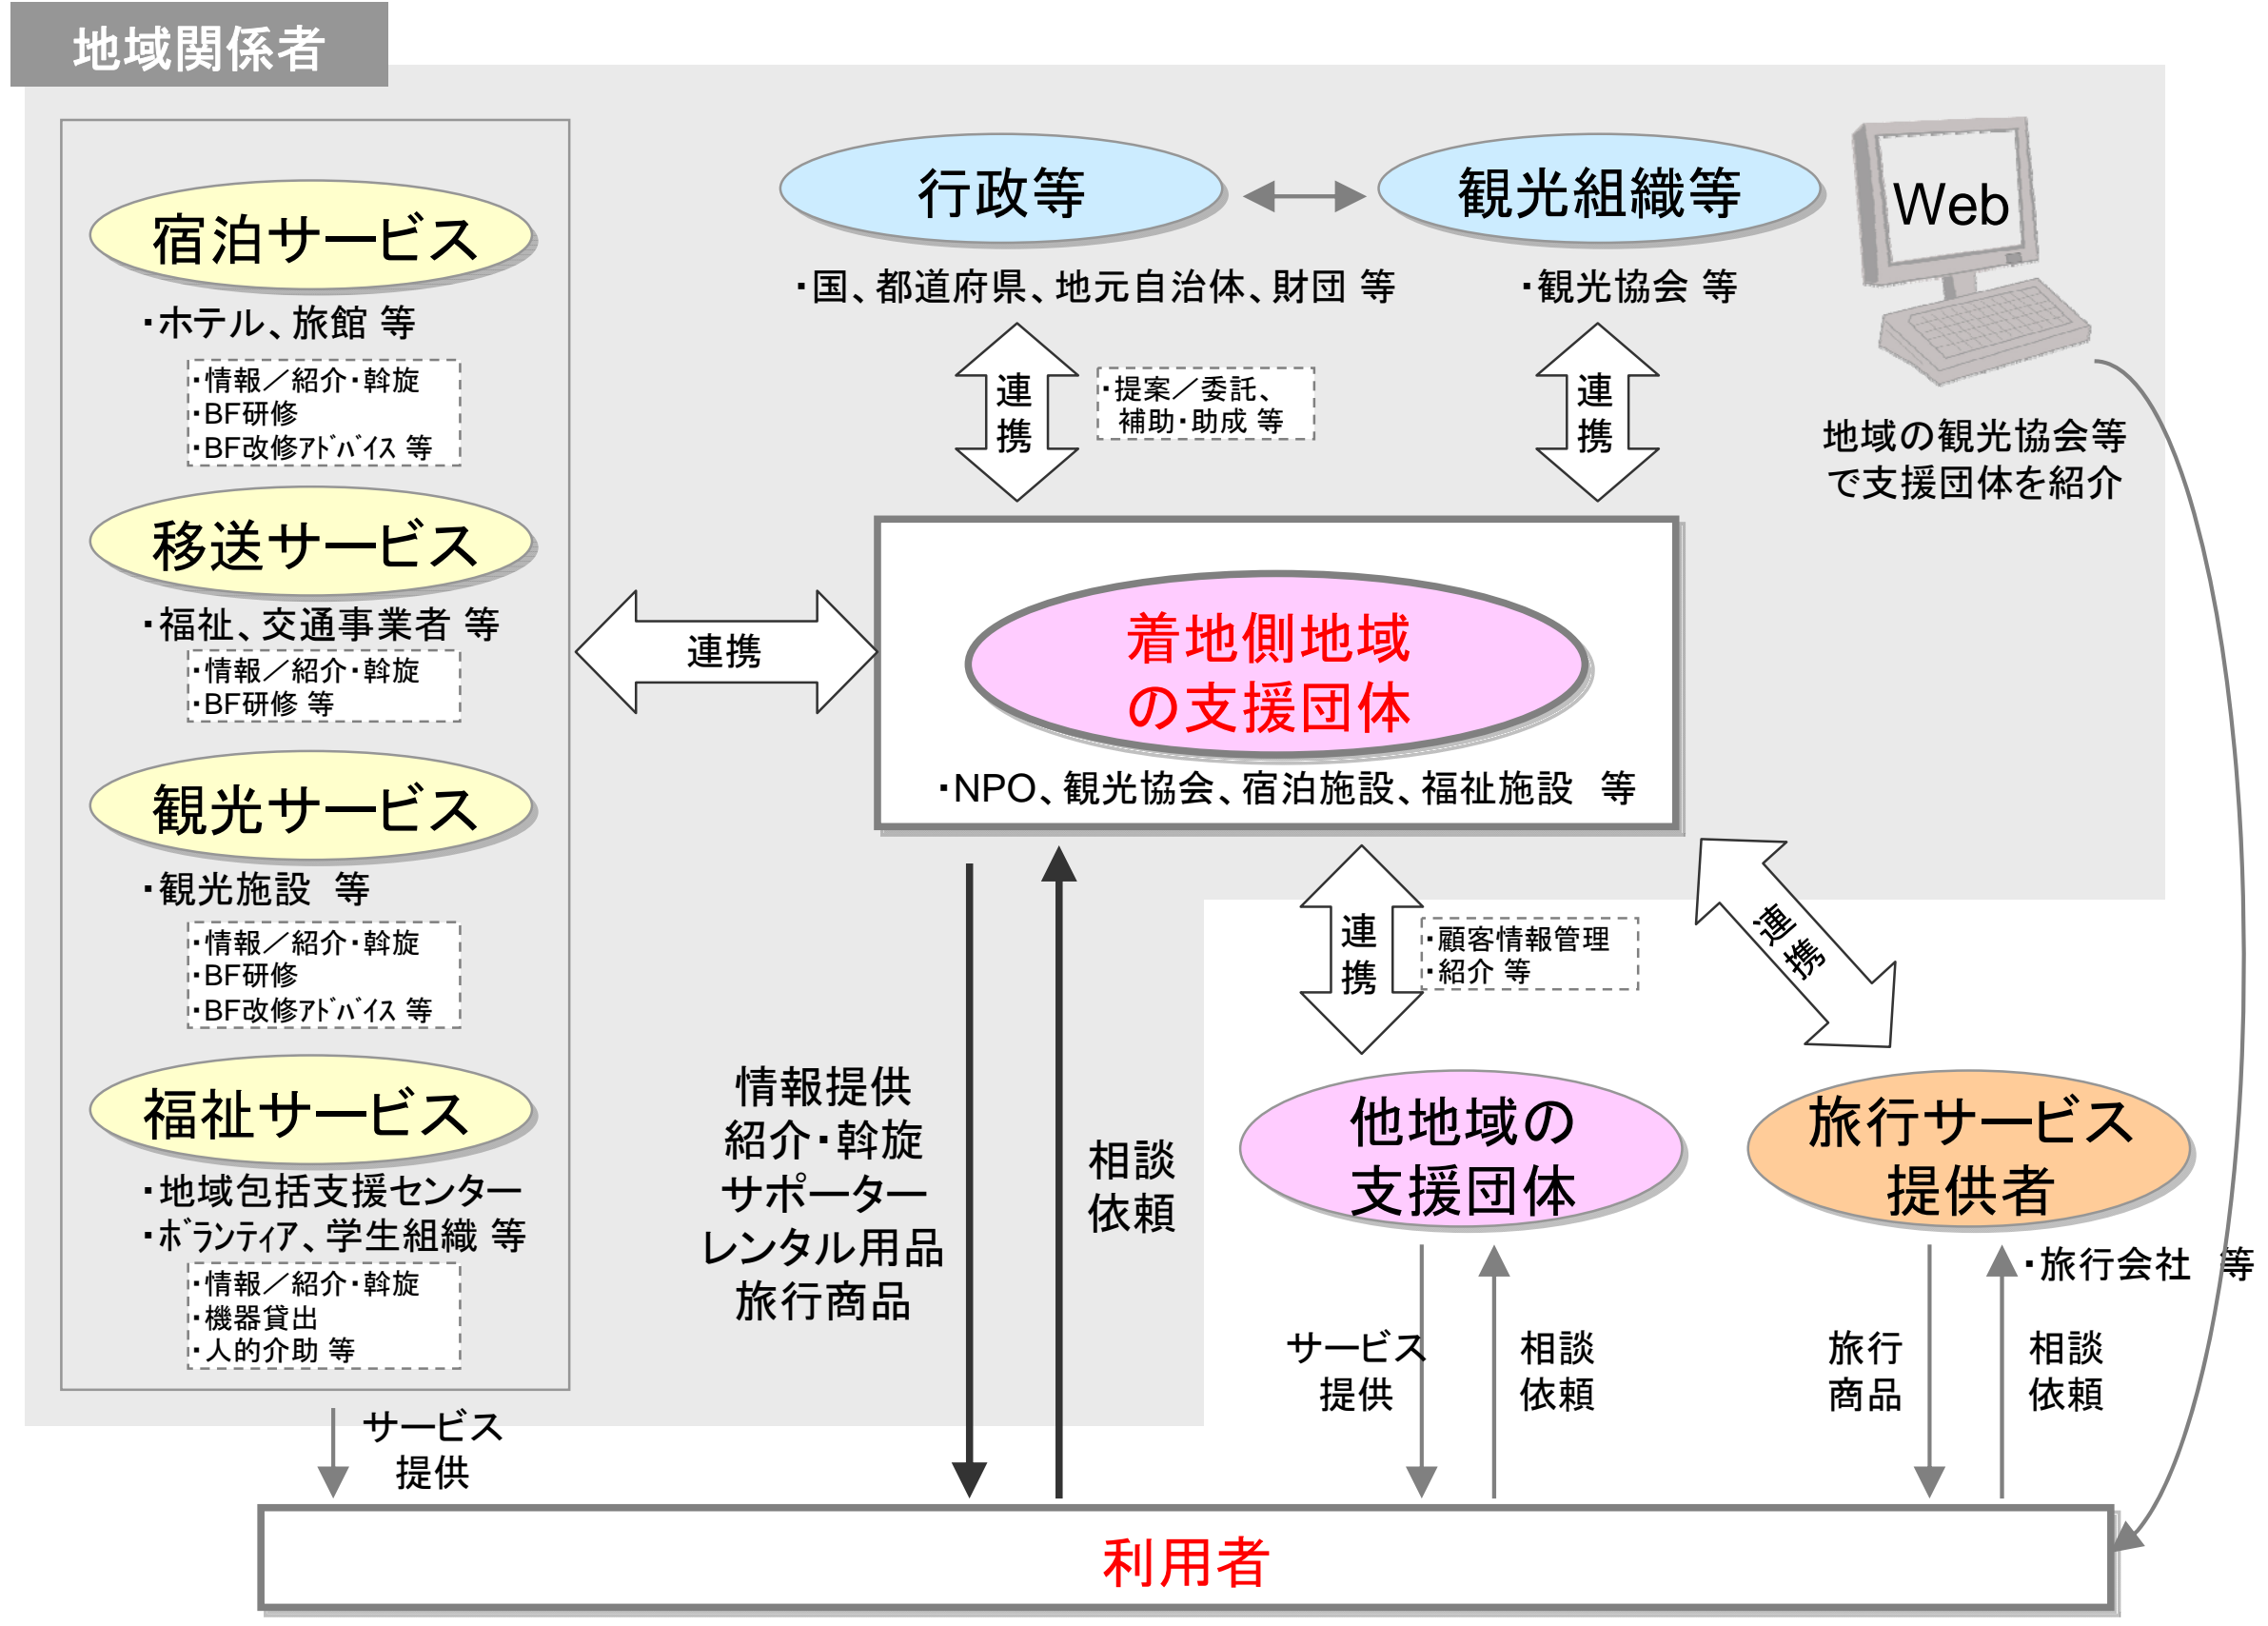 地域関係者
宿泊サービス
・ホテル、旅館 等
・情報／紹介・斡旋
・BF研修
・BF改修ｱﾄﾞﾊﾞｲｽ 等
移送サービス
・福祉、交通事業者 等
・情報／紹介・斡旋
・BF研修 等
観光サービス
・観光施設　等
・情報／紹介・斡旋
・BF研修
・BF改修ｱﾄﾞﾊﾞｲｽ 等
福祉サービス
・地域包括支援センター
・ﾎﾞランティア、学生組織 等
・情報／紹介・斡旋
・機器貸出
・人的介助 等
サービス
提供
行政等
・国、都道府県、地元自治体、財団 等
観光組織等
・観光協会 等
Web
地域の観光協会等
で支援団体を紹介
連
携
・提案／委託、
補助・助成 等
連
携
連携
着地側地域
の支援団体
・NPO、観光協会、宿泊施設、福祉施設　等
情報提供
紹介・斡旋
サポーター
レンタル用品
旅行商品
相談
依頼
連
携
・顧客情報管理
・紹介 等
連
携
他地域の
支援団体
サービス
提供
相談
依頼
旅行サービス
提供者
・旅行会社　等
旅行
商品
相談
依頼
利用者